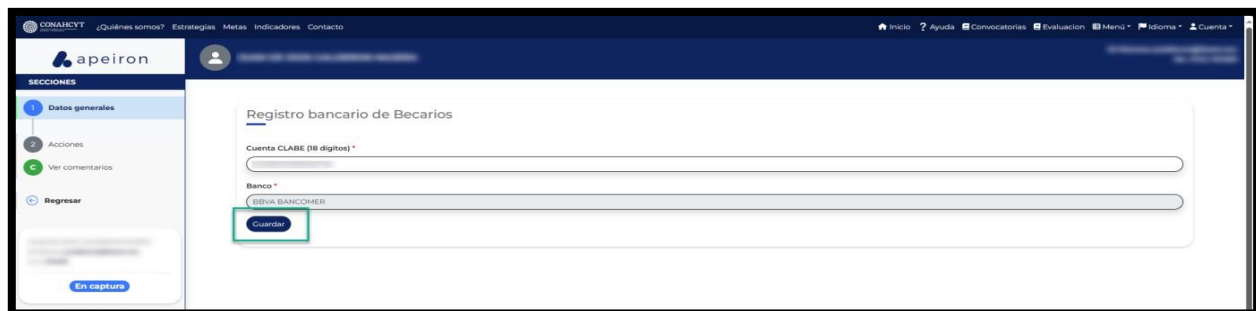 CONAHCYT ¿Quiénes somos? Estrategias Metas Indicadores Contacto Inicio ? Ayuda Convocatorias Evaluacion Menú Idioma Cuenta
apeiron
SECCIONES
1 Datos generales
Registro bancario de Becarios
2 Acciones
Cuenta CLABE (18 digitos) *
C Ver comentarios
Banco *
Regresar
BBVA BANCOMER
Guardar
En captura